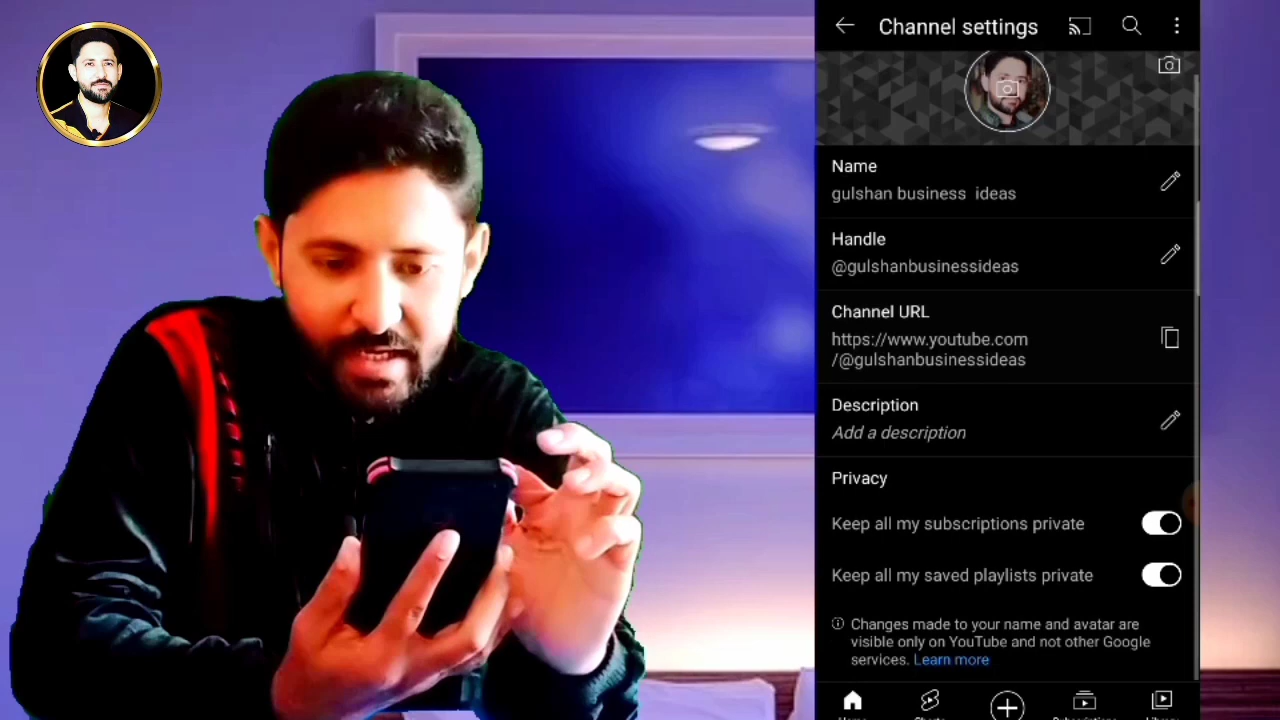 Channel settings
Name
gulshan business  ideas
Handle
@gulshanbusinessideas
Channel URL
https://www.youtube.com
/@gulshanbusinessideas
Description
Add a description
Privacy
Keep all my subscriptions private
Keep all my saved playlists private
Changes made to your name and avatar are
visible only on YouTube and not other Google
services. Learn more